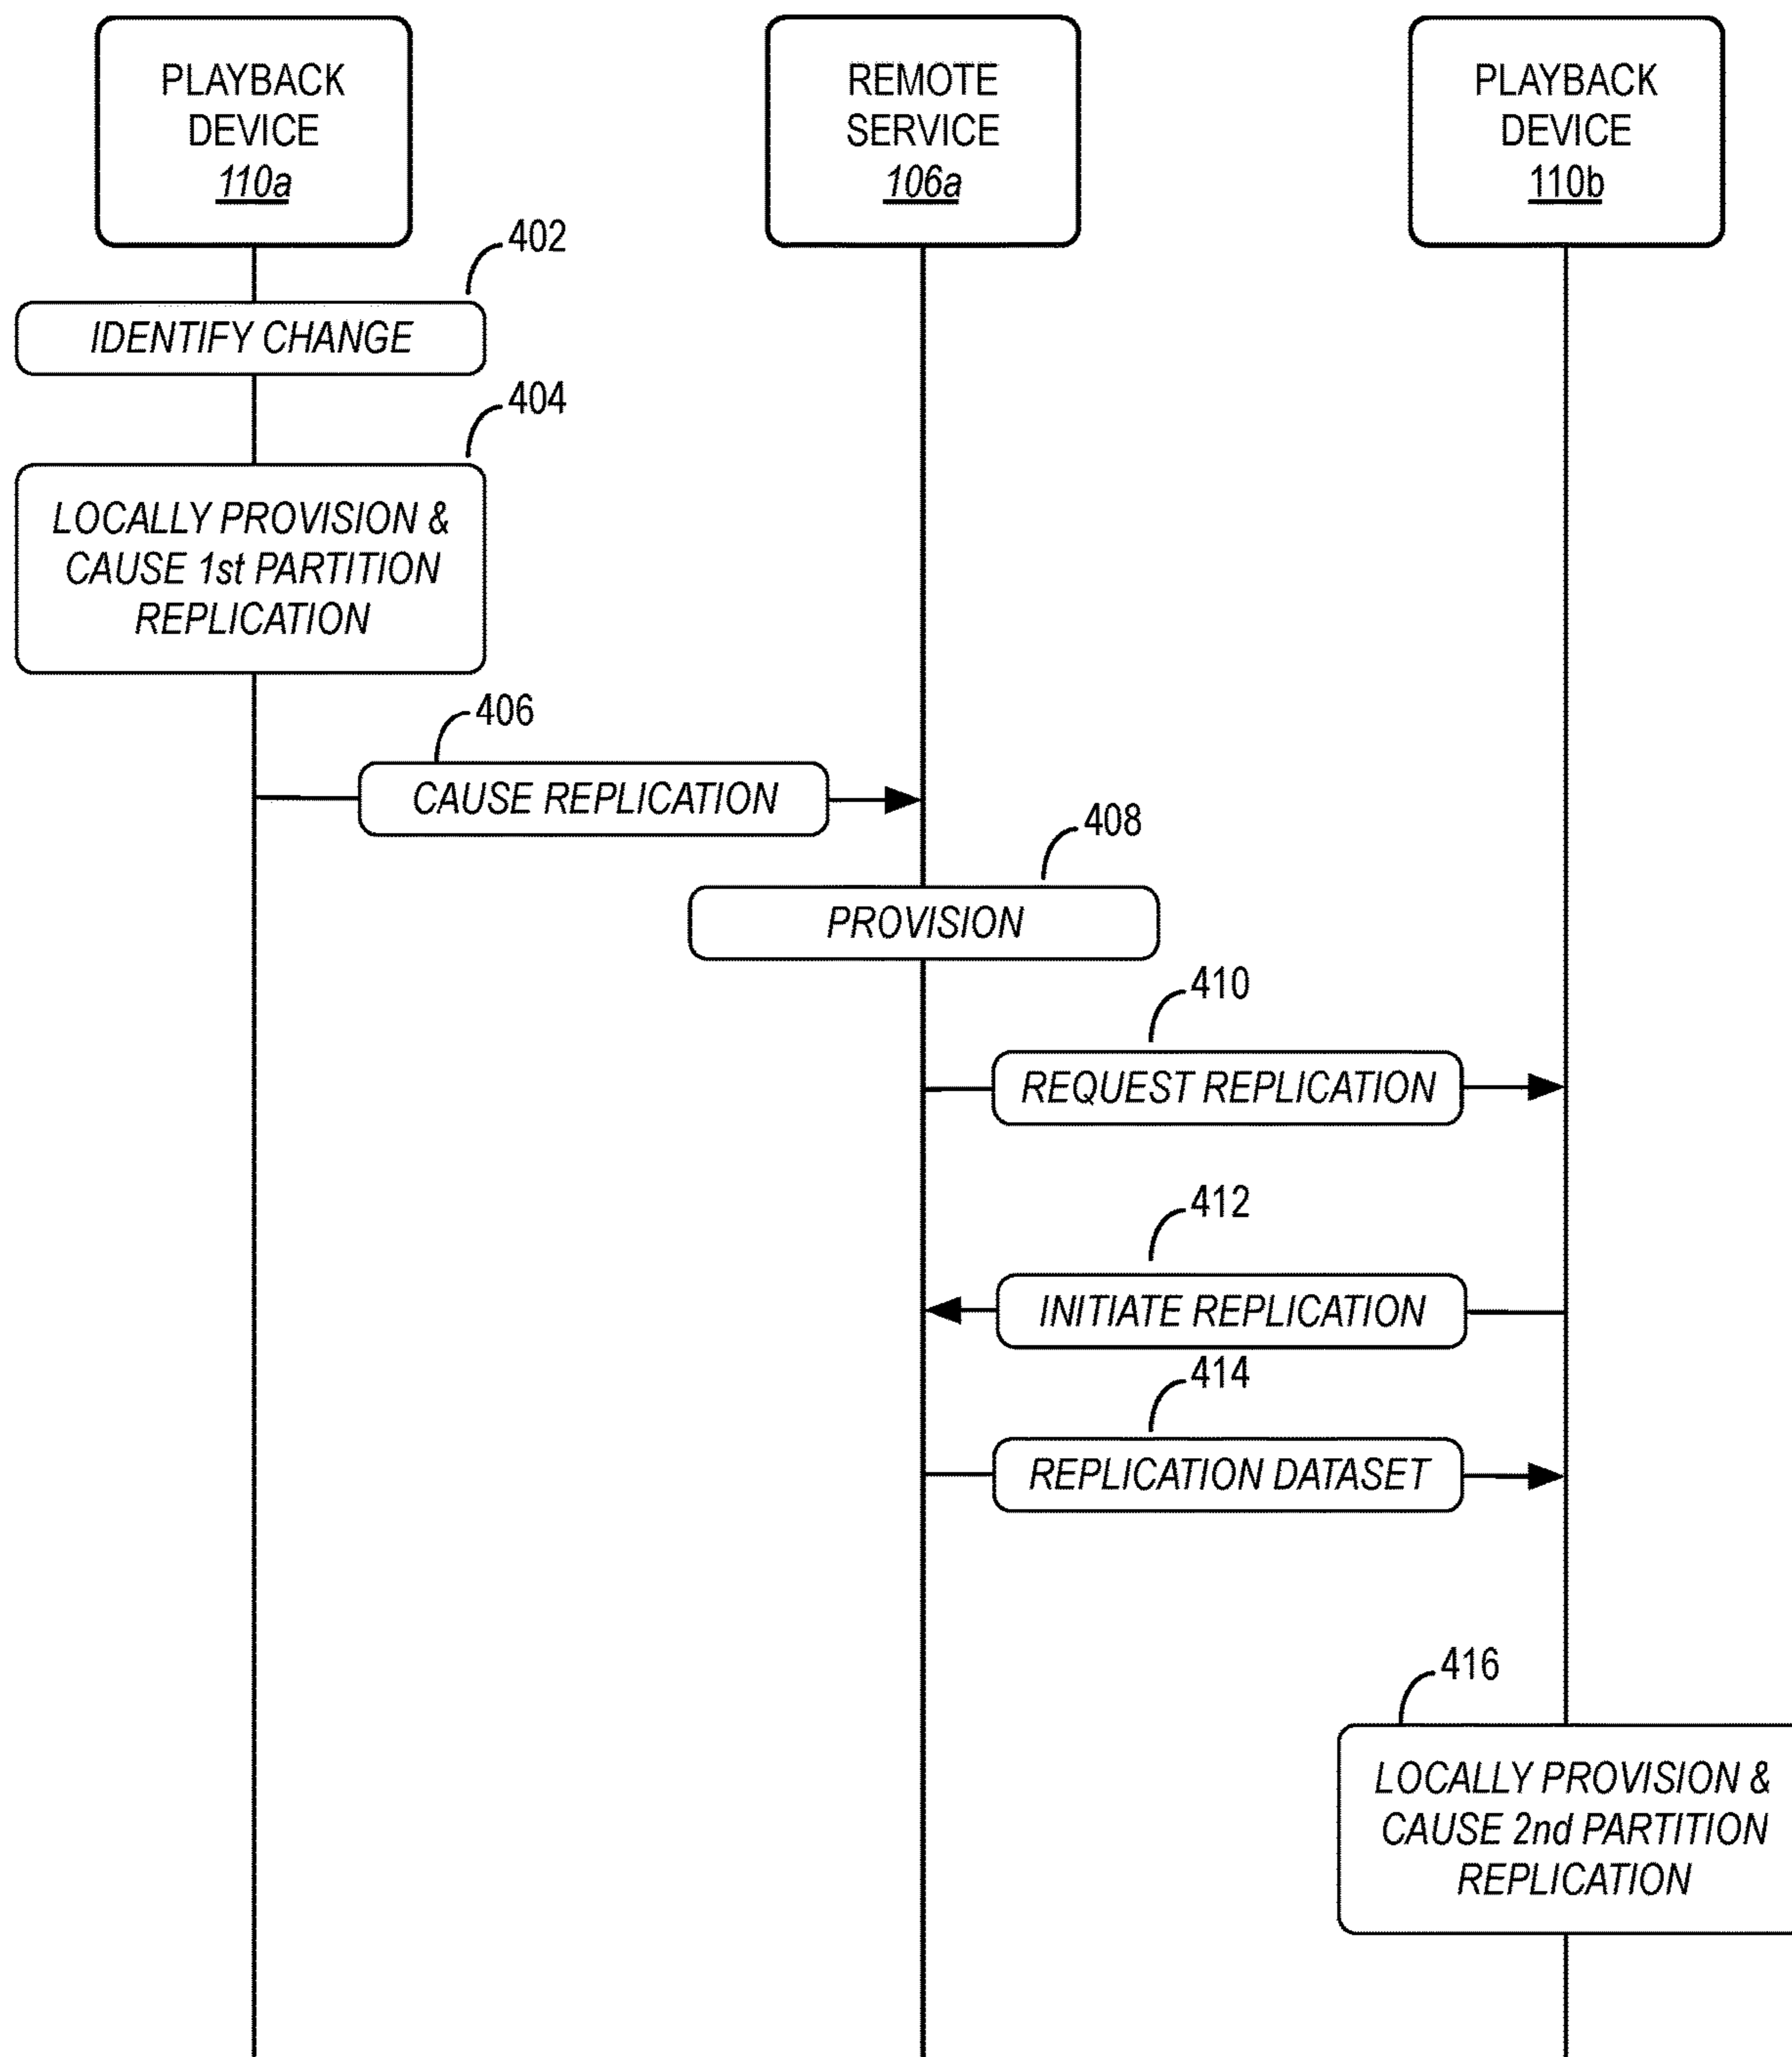 PLAYBACK
DEVICE
110a
REMOTE
SERVICE
106a
PLAYBACK
DEVICE
110b
402
IDENTIFY CHANGE
404
LOCALLY PROVISION &
CAUSE 1st PARTITION
REPLICATION
406
CAUSE REPLICATION
408
PROVISION
410
REQUEST REPLICATION
412
INITIATE REPLICATION
414
REPLICATION DATASET
416
LOCALLY PROVISION &
CAUSE 2nd PARTITION
REPLICATION